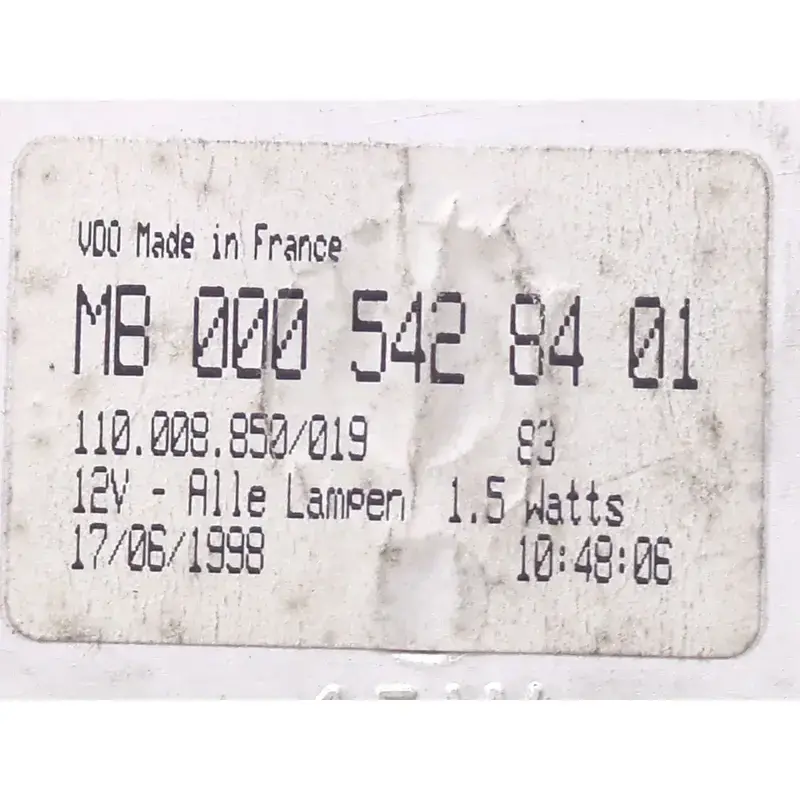 VDO Made in France
MB 000 542 84 01
110.008.850/019 83
12V - Alle Lampen 1.5 Watts
17/06/1998 10:48:06